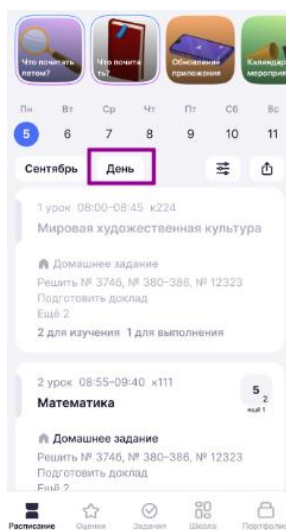 Что почитать
летом?
Что почита
ть?
Обновление
приложения
Календар
мероприя
Пн Вт Ср Чт Пт Сб Вс
5 6 7 8 9 10 11
Сентябрь День
1 урок 08:00–08:45 к224
Мировая художественная культура
Домашнее задание
Решить № 3746, № 380–386, № 12323
Подготовить доклад
Ещё 2
2 для изучения 1 для выполнения
2 урок 08:55–09:40 к111
Математика
5 2
ещё 1
Домашнее задание
Решить № 3746, № 380–386, № 12323
Подготовить доклад
Ещё 2
Расписание Оценки Задания Школа Портфолио